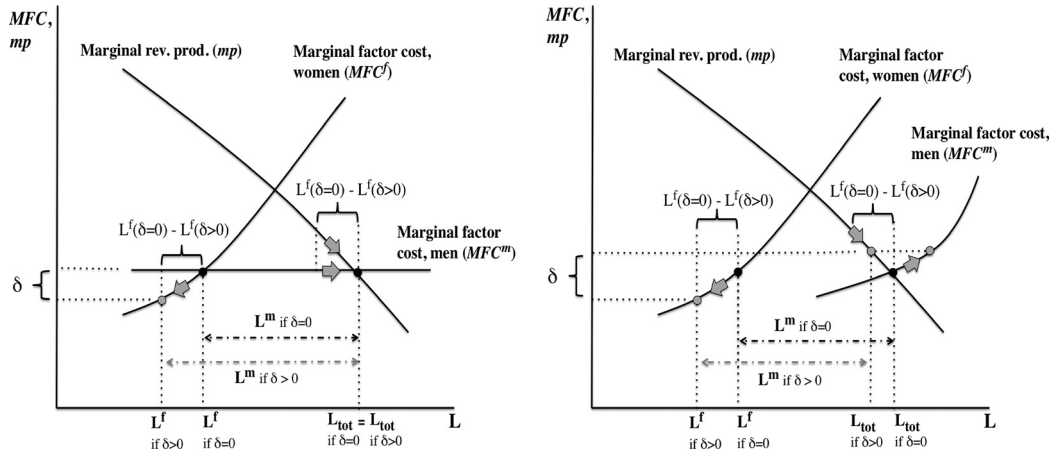 MFC,
mp
Marginal rev. prod. (mp)
Marginal factor cost,
women (MFCᶠ)
Lᶠ(δ=0) - Lᶠ(δ>0)
Lᶠ(δ=0) - Lᶠ(δ>0)
Marginal factor
cost, men (MFCᵐ)
δ
Lᵐ if δ=0
Lᵐ if δ > 0
Lᶠ
if δ>0
Lᶠ
if δ=0
Lₜₒₜ = Lₜₒₜ
if δ=0 if δ>0
L
MFC,
mp
Marginal rev. prod. (mp)
Marginal factor
cost, women (MFCᶠ)
Marginal factor cost,
men (MFCᵐ)
Lᶠ(δ=0) - Lᶠ(δ>0)
Lᶠ(δ=0) - Lᶠ(δ>0)
δ
Lᵐ if δ=0
Lᵐ if δ > 0
Lᶠ
if δ>0
Lᶠ
if δ=0
Lₜₒₜ
if δ>0
Lₜₒₜ
if δ=0
L